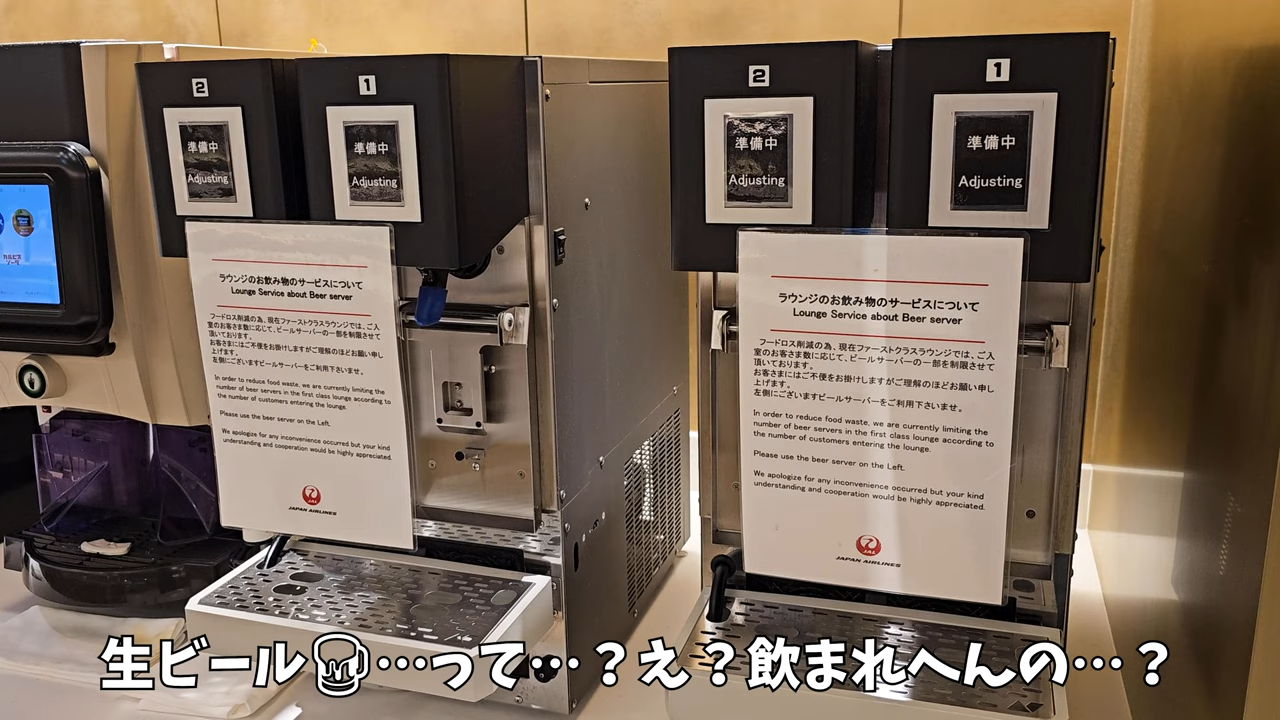 2
準備中
Adjusting
1
準備中
Adjusting
2
準備中
Adjusting
1
準備中
Adjusting
ラウンジのお飲み物のサービスについて
Lounge Service about Beer server
フードロス削減の為、現在ファーストクラスラウンジでは、ご入
室のお客さま数に応じて、ビールサーバーの一部を制限させて
頂いております。
お客さまにはご不便をお掛けしますがご理解のほどお願い申し
上げます。
左側にございますビールサーバーをご利用下さいませ。
In order to reduce food waste, we are currently limiting the
number of beer servers in the first class lounge according to
the number of customers entering the lounge.
Please use the beer server on the Left.
We apologize for any inconvenience occurred but your kind
understanding and cooperation would be highly appreciated.
JAL
JAPAN AIRLINES
ラウンジのお飲み物のサービスについて
Lounge Service about Beer server
フードロス削減の為、現在ファーストクラスラウンジでは、ご入
室のお客さま数に応じて、ビールサーバーの一部を制限させて
頂いております。
お客さまにはご不便をお掛けしますがご理解のほどお願い申し
上げます。
左側にございますビールサーバーをご利用下さいませ。
In order to reduce food waste, we are currently limiting the
number of beer servers in the first class lounge according to
the number of customers entering the lounge.
Please use the beer server on the Left.
We apologize for any inconvenience occurred but your kind
understanding and cooperation would be highly appreciated.
JAL
JAPAN AIRLINES
生ビール🍺…って…？え？飲まれへんの…？